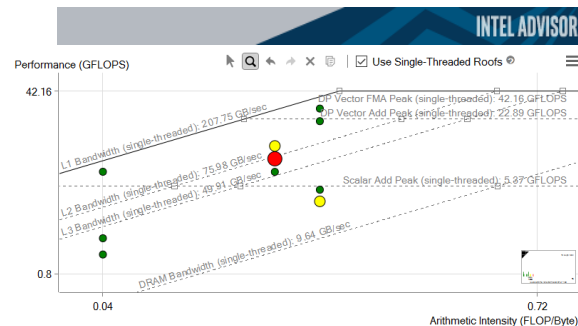 INTEL ADVISOR
Performance (GFLOPS)
Use Single-Threaded Roofs
42.16
DP Vector FMA Peak (single-threaded): 42.16 GFLOPS
DP Vector Add Peak (single-threaded): 22.89 GFLOPS
L1 Bandwidth (single-threaded): 207.75 GB/sec
L2 Bandwidth (single-threaded): 75.98 GB/sec
Scalar Add Peak (single-threaded): 5.37 GFLOPS
L3 Bandwidth (single-threaded): 49.91 GB/sec
DRAM Bandwidth (single-threaded): 9.64 GB/sec
0.8
0.04
0.72
Arithmetic Intensity (FLOP/Byte)